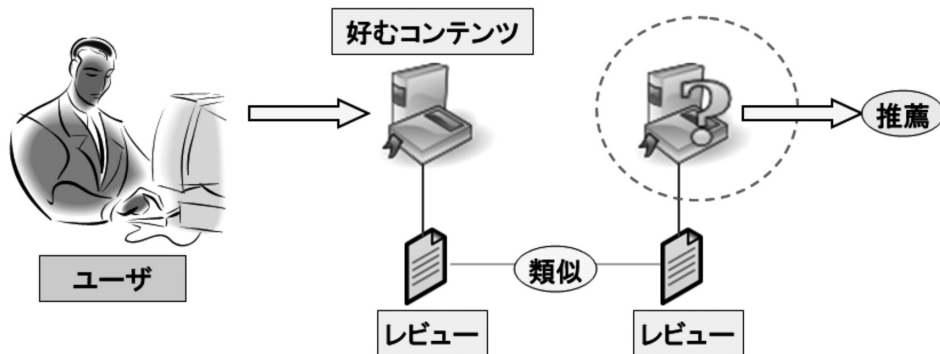 好むコンテンツ
推薦
類似
ユーザ
レビュー
レビュー